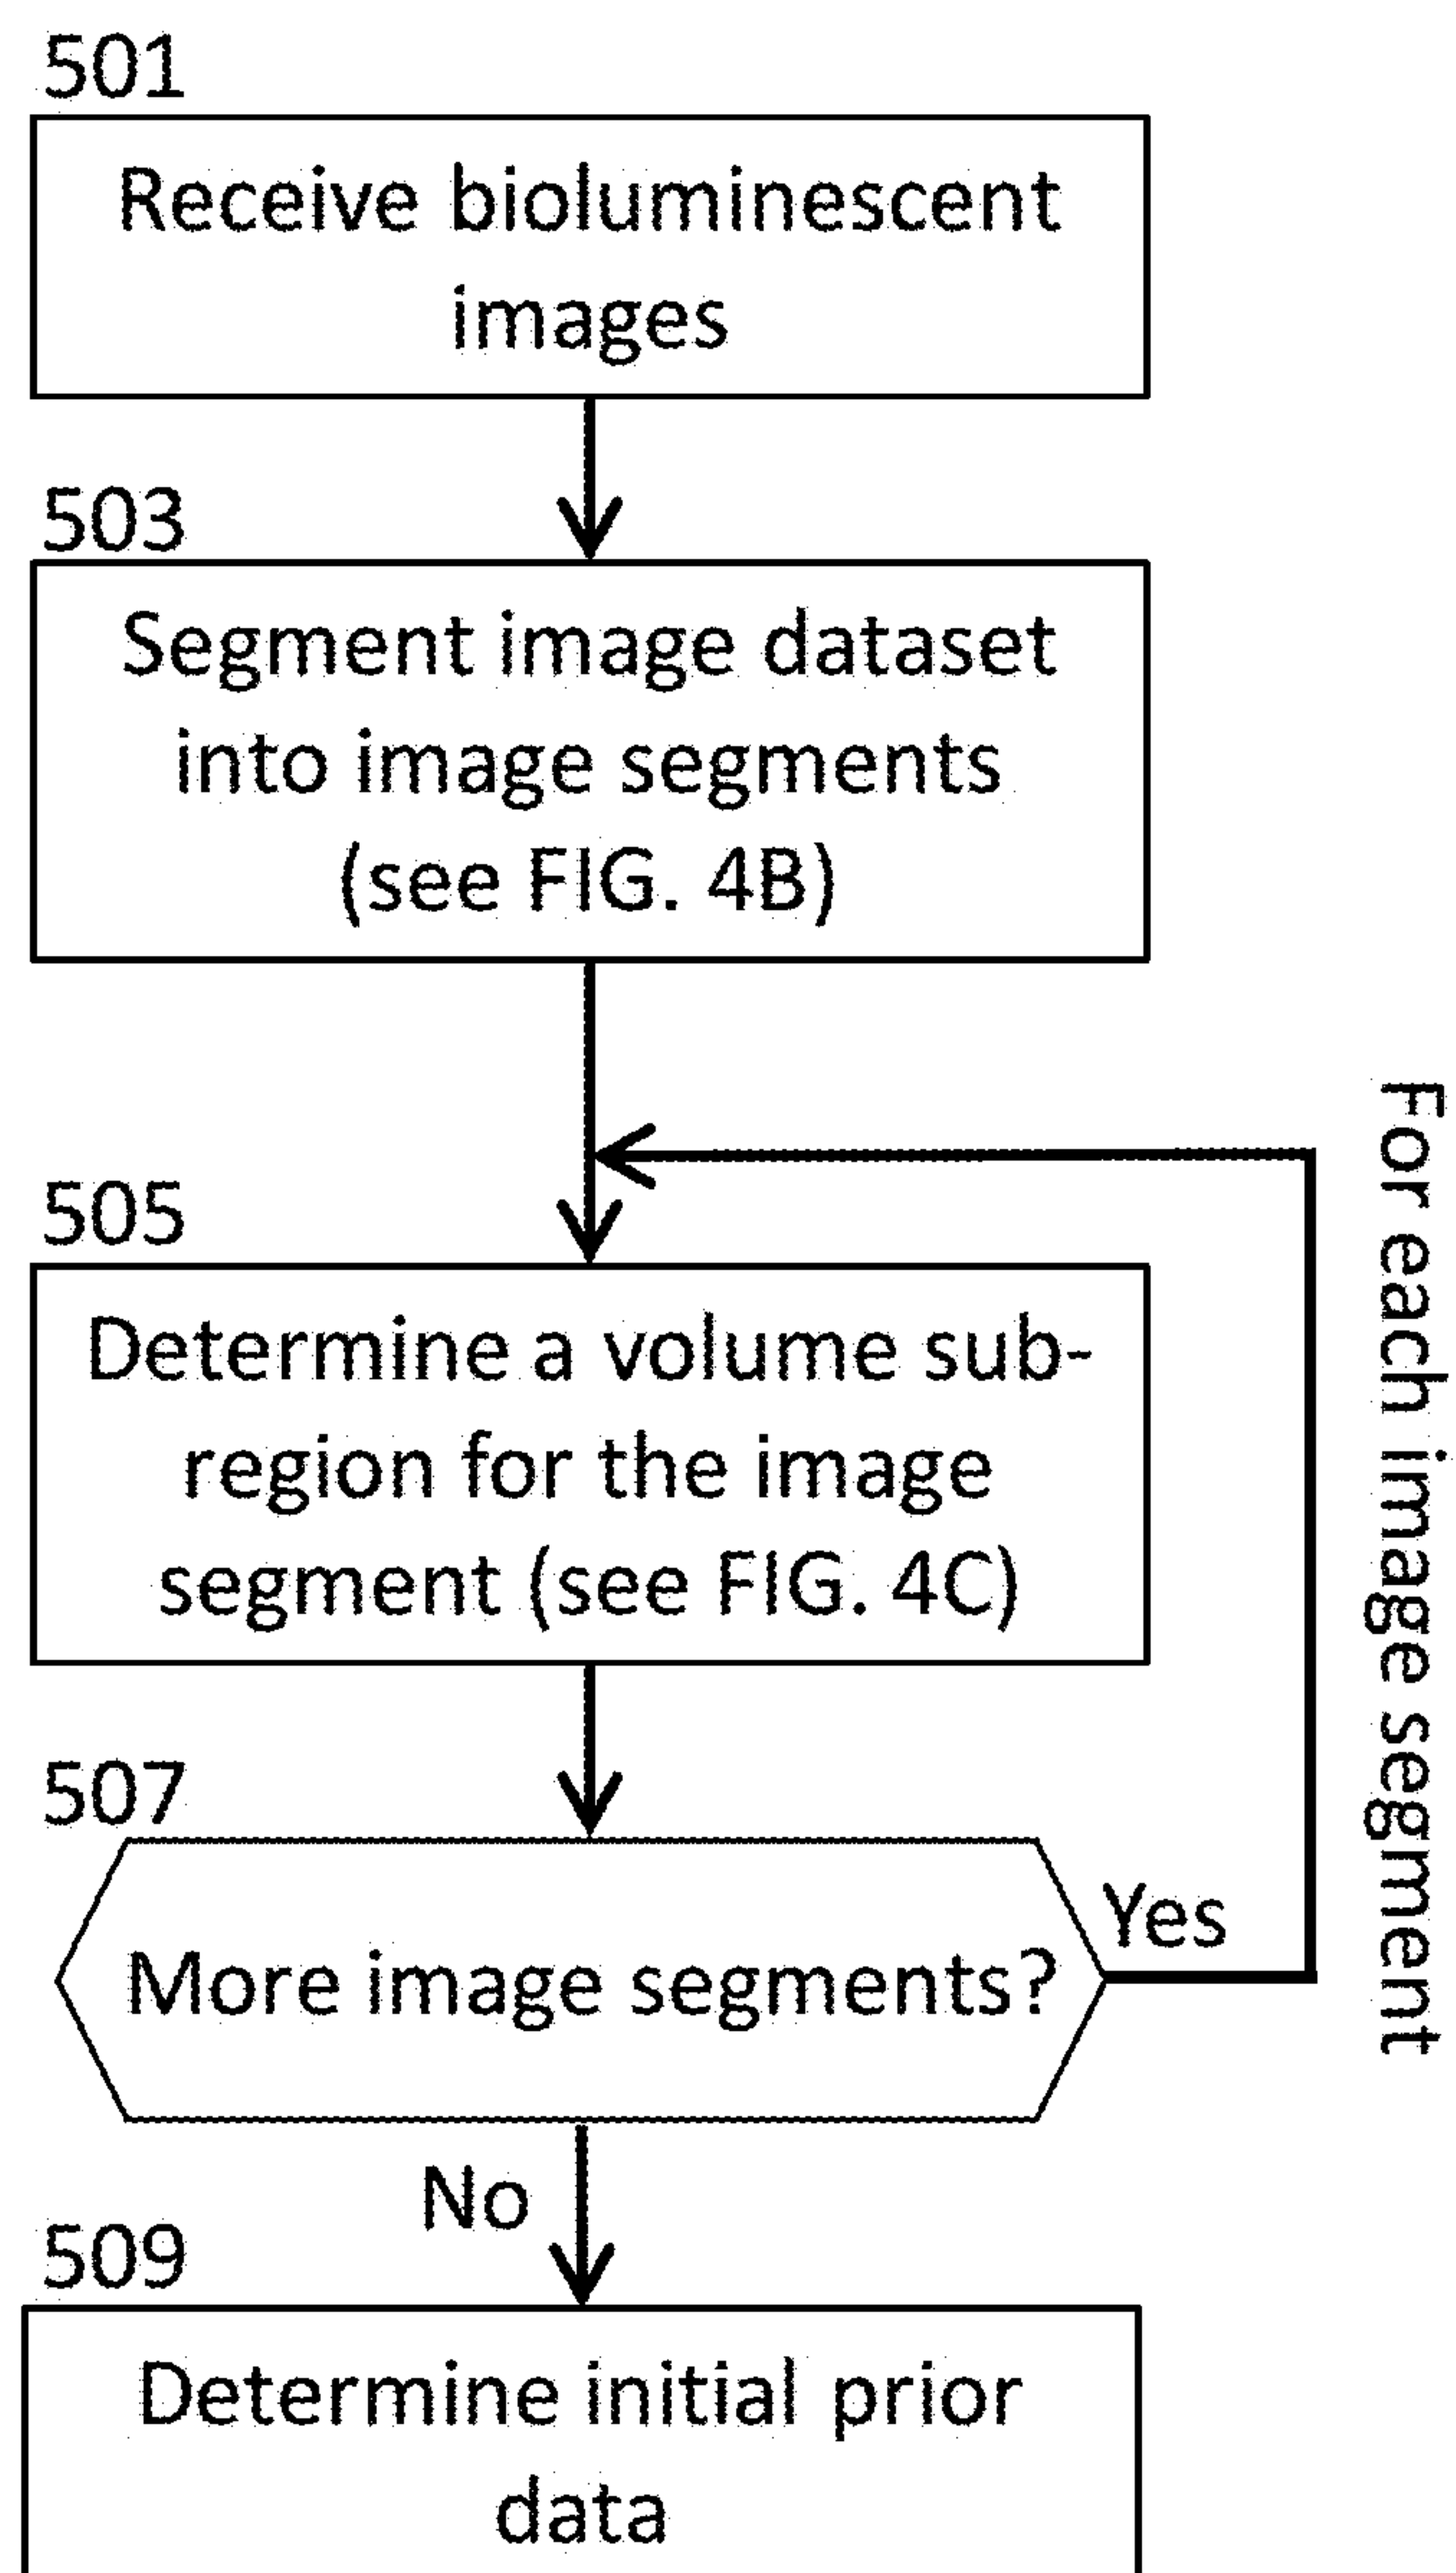 501
Receive bioluminescent
images
503
Segment image dataset
into image segments
(see FIG. 4B)
505
Determine a volume sub-
region for the image
segment (see FIG. 4C)
For each image segment
507
More image segments?
Yes
No
509
Determine initial prior
data